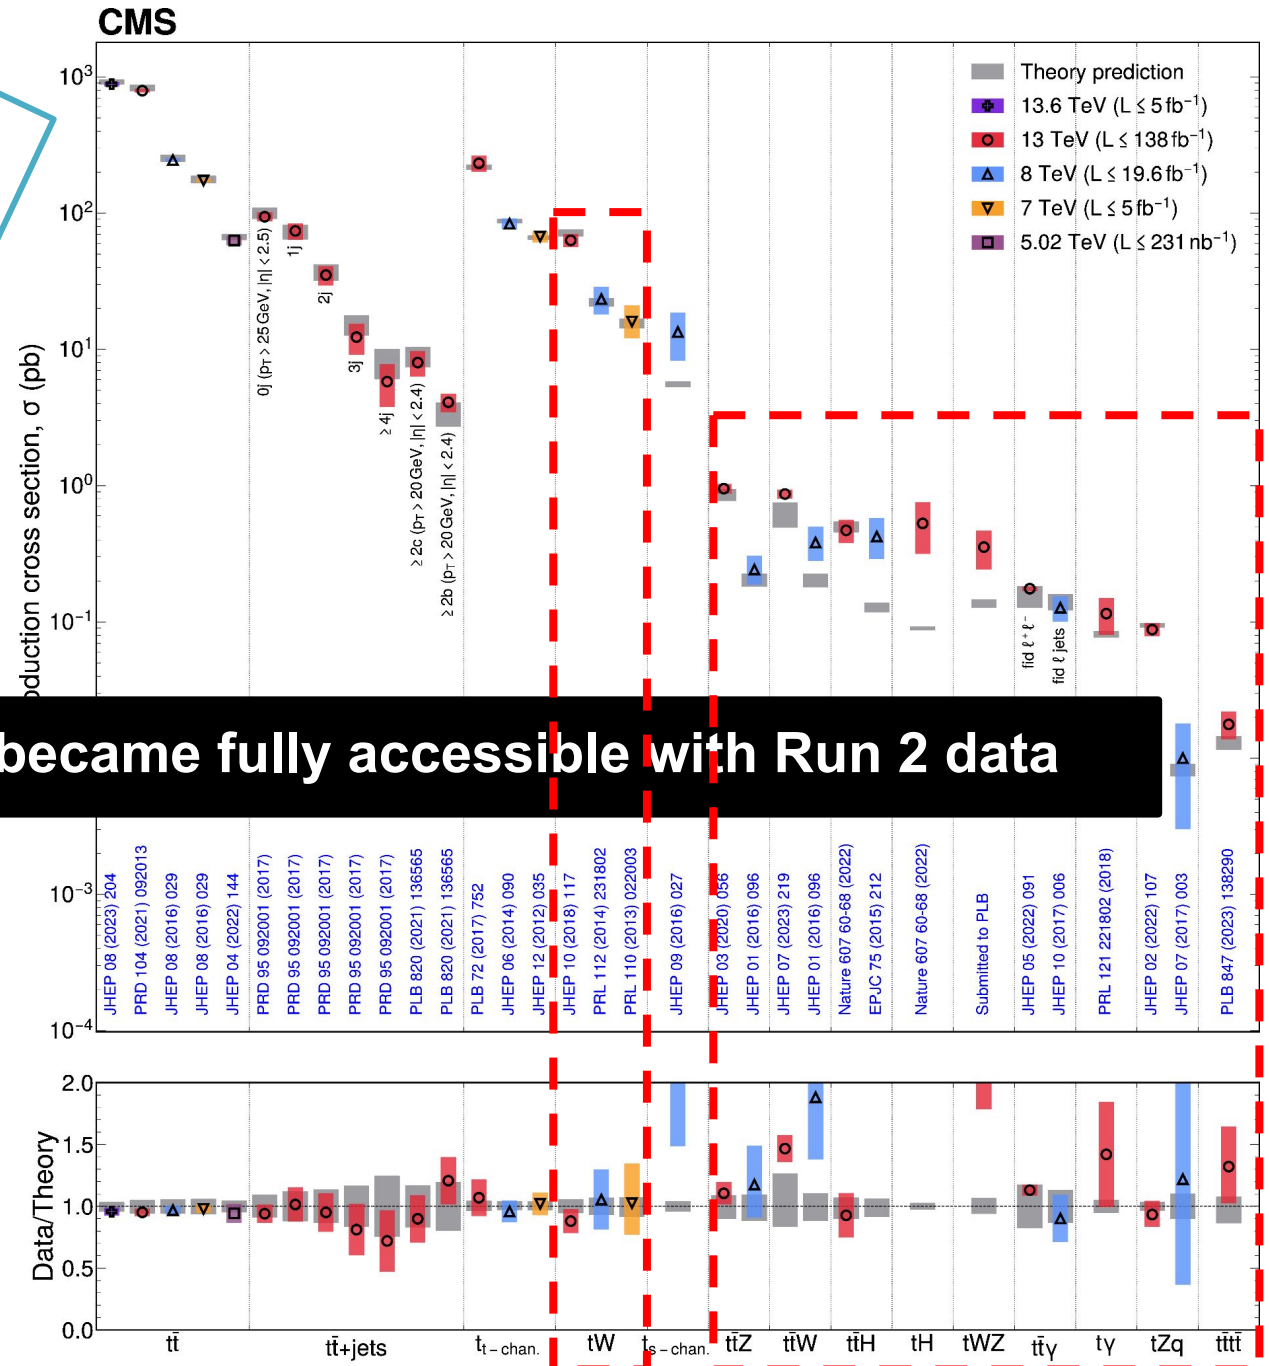 CMS
Theory prediction
13.6 TeV (L ≤ 5 fb⁻¹)
13 TeV (L ≤ 138 fb⁻¹)
8 TeV (L ≤ 19.6 fb⁻¹)
7 TeV (L ≤ 5 fb⁻¹)
5.02 TeV (L ≤ 231 nb⁻¹)
oduction cross section, σ (pb)
10³
10²
10¹
10⁰
10⁻¹
10⁻³
10⁻⁴
0j (pT > 25 GeV, |η| < 2.5)
1j
2j
3j
≥ 4j
≥ 2c (pT > 20 GeV, |η| < 2.4)
≥ 2b (pT > 20 GeV, |η| < 2.4)
fid ℓ⁺ℓ⁻
fid ℓ jets
became fully accessible with Run 2 data
JHEP 08 (2023) 204
PRD 104 (2021) 092013
JHEP 08 (2016) 029
JHEP 08 (2016) 029
JHEP 04 (2022) 144
PRD 95 092001 (2017)
PRD 95 092001 (2017)
PRD 95 092001 (2017)
PRD 95 092001 (2017)
PRD 95 092001 (2017)
PLB 820 (2021) 136565
PLB 820 (2021) 136565
PLB 72 (2017) 752
JHEP 06 (2014) 090
JHEP 12 (2012) 035
JHEP 10 (2018) 117
PRL 112 (2014) 231802
PRL 110 (2013) 022003
JHEP 09 (2016) 027
JHEP 03 (2020) 056
JHEP 01 (2016) 096
JHEP 07 (2023) 219
JHEP 01 (2016) 096
Nature 607 60-68 (2022)
EPJC 75 (2015) 212
Nature 607 60-68 (2022)
Submitted to PLB
JHEP 05 (2022) 091
JHEP 10 (2017) 006
PRL 121 221802 (2018)
JHEP 02 (2022) 107
JHEP 07 (2017) 003
PLB 847 (2023) 138290
Data/Theory
2.0
1.5
1.0
0.5
0.0
tt̄
tt̄+jets
t t−chan.
tW
t s−chan.
tt̄Z
tt̄W
tt̄H
tH
tWZ
tt̄γ
tγ
tZq
tt̄tt̄